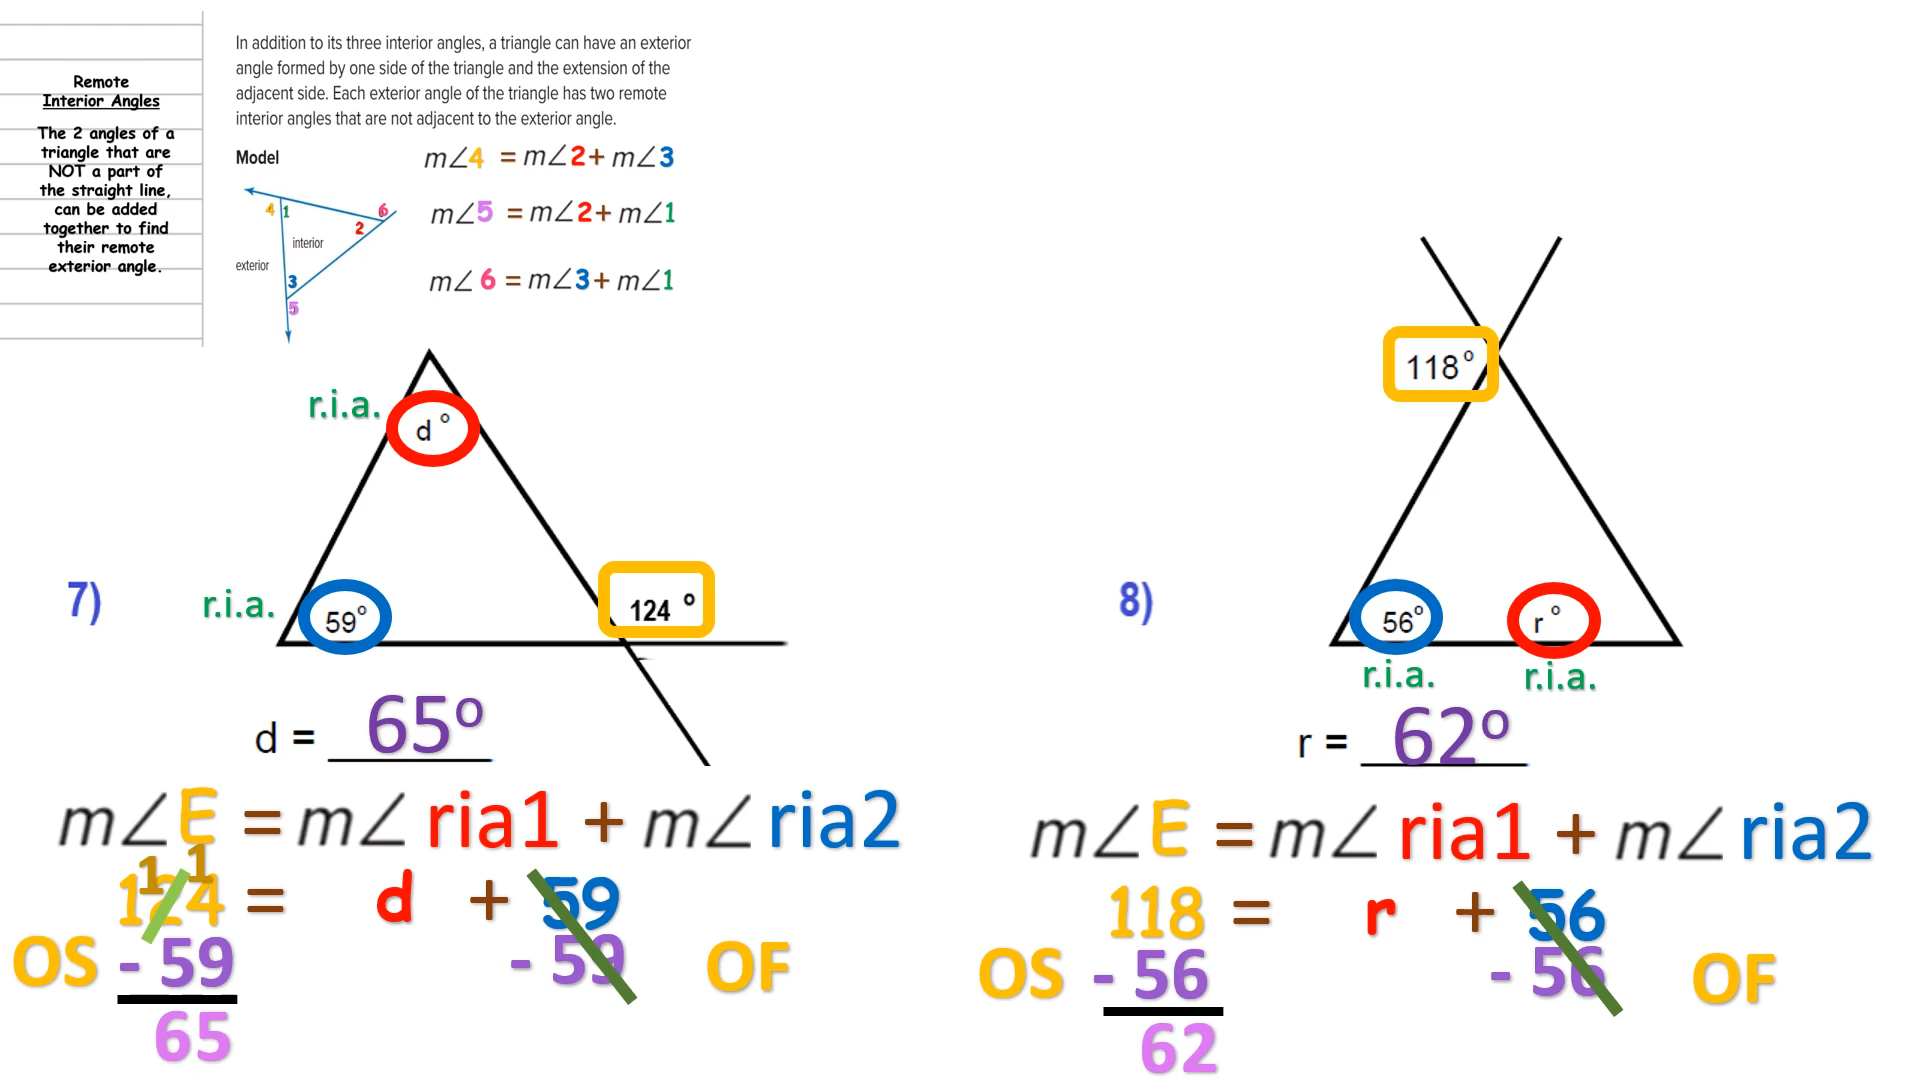 Remote
Interior Angles
The 2 angles of a
triangle that are
NOT a part of
the straight line,
can be added
together to find
their remote
exterior angle.
In addition to its three interior angles, a triangle can have an exterior
angle formed by one side of the triangle and the extension of the
adjacent side. Each exterior angle of the triangle has two remote
interior angles that are not adjacent to the exterior angle.
Model
m∠4 = m∠2+ m∠3
m∠5 = m∠2+ m∠1
m∠6 = m∠3+ m∠1
4 1 6
2
interior
exterior
3
5
7)
r.i.a.
d°
r.i.a.
59°
124°
d = 65°
m∠E = m∠ria1 + m∠ria2
1 1
124 = d + 59
OS - 59 - 59 OF
65
8)
118°
56° r°
r.i.a. r.i.a.
r = 62°
m∠E = m∠ria1 + m∠ria2
118 = r + 56
OS - 56 - 56 OF
62